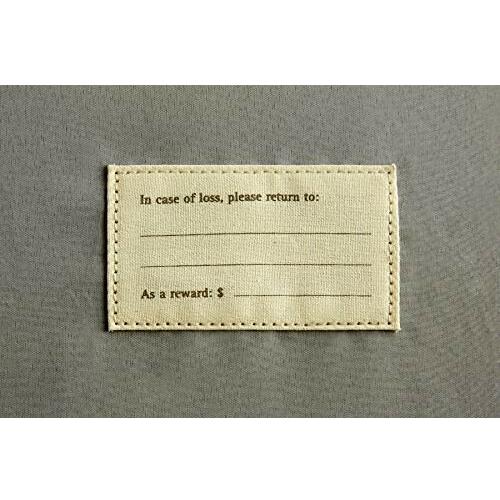 In case of loss, please return to:
As a reward: $